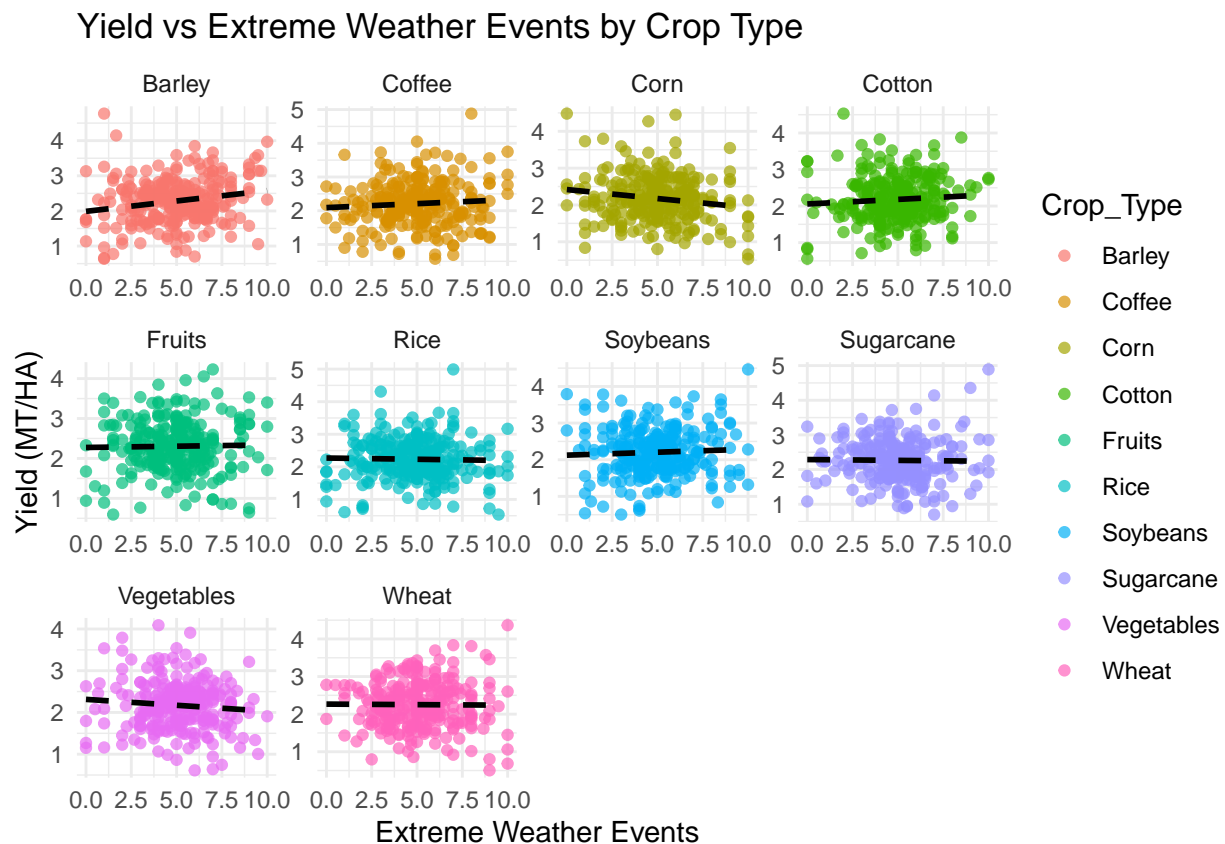 Yield vs Extreme Weather Events by Crop Type
Barley Coffee Corn Cotton
4 3 2 1
5 4 3 2 1
4 3 2 1
4 3 2 1
0.0 2.5 5.0 7.5 10.0 0.0 2.5 5.0 7.5 10.0 0.0 2.5 5.0 7.5 10.0 0.0 2.5 5.0 7.5 10.0
Fruits Rice Soybeans Sugarcane
4 3 2 1
5 4 3 2 1
4 3 2 1
5 4 3 2 1
0.0 2.5 5.0 7.5 10.0 0.0 2.5 5.0 7.5 10.0 0.0 2.5 5.0 7.5 10.0 0.0 2.5 5.0 7.5 10.0
Vegetables Wheat
4 3 2 1
4 3 2 1
0.0 2.5 5.0 7.5 10.0 0.0 2.5 5.0 7.5 10.0
Extreme Weather Events
Yield (MT/HA)
Crop_Type
Barley
Coffee
Corn
Cotton
Fruits
Rice
Soybeans
Sugarcane
Vegetables
Wheat